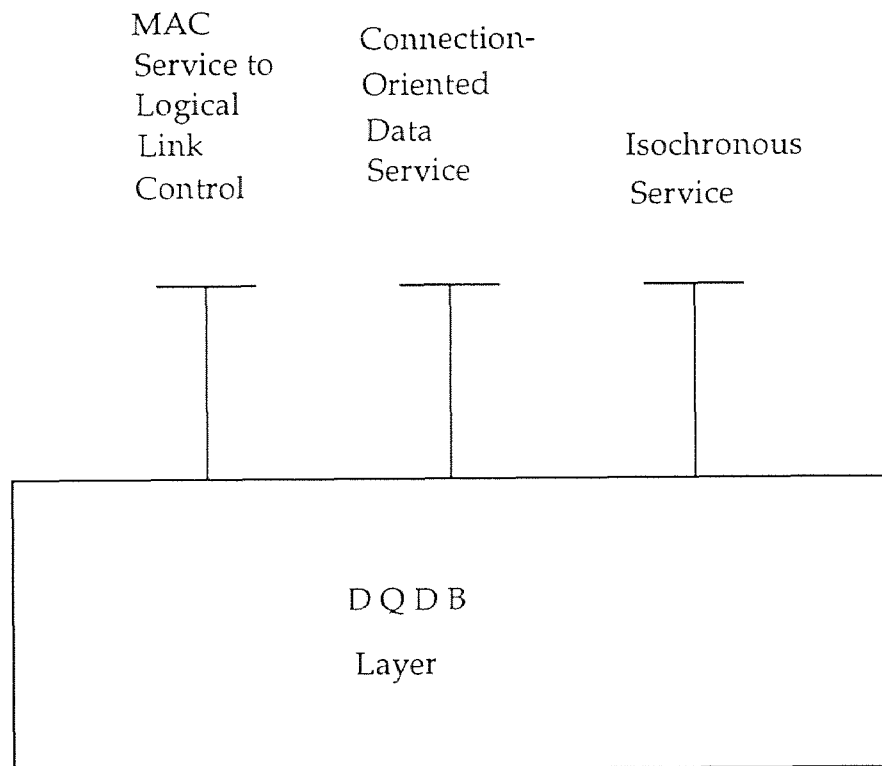 MAC
Service to
Logical
Link
Control
Connection-
Oriented
Data
Service
Isochronous
Service
D Q D B
Layer